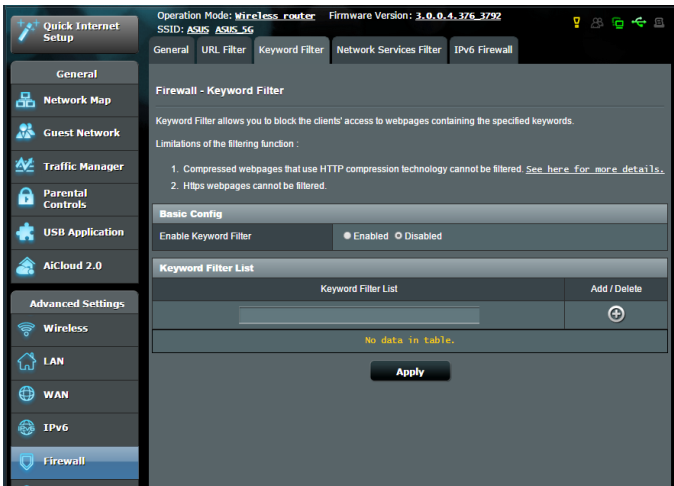 Operation Mode: Wireless router Firmware Version: 3.0.0.4.376_3792
SSID: ASUS ASUS_5G
Quick Internet
Setup
General URL Filter Keyword Filter Network Services Filter IPv6 Firewall
General
Network Map
Guest Network
Traffic Manager
Parental
Controls
USB Application
AiCloud 2.0
Advanced Settings
Wireless
LAN
WAN
IPv6
Firewall
Firewall - Keyword Filter
Keyword Filter allows you to block the clients' access to webpages containing the specified keywords.
Limitations of the filtering function :
1. Compressed webpages that use HTTP compression technology cannot be filtered. See here for more details.
2. Https webpages cannot be filtered.
Basic Config
Enable Keyword Filter Enabled Disabled
Keyword Filter List
Keyword Filter List Add / Delete
No data in table.
Apply